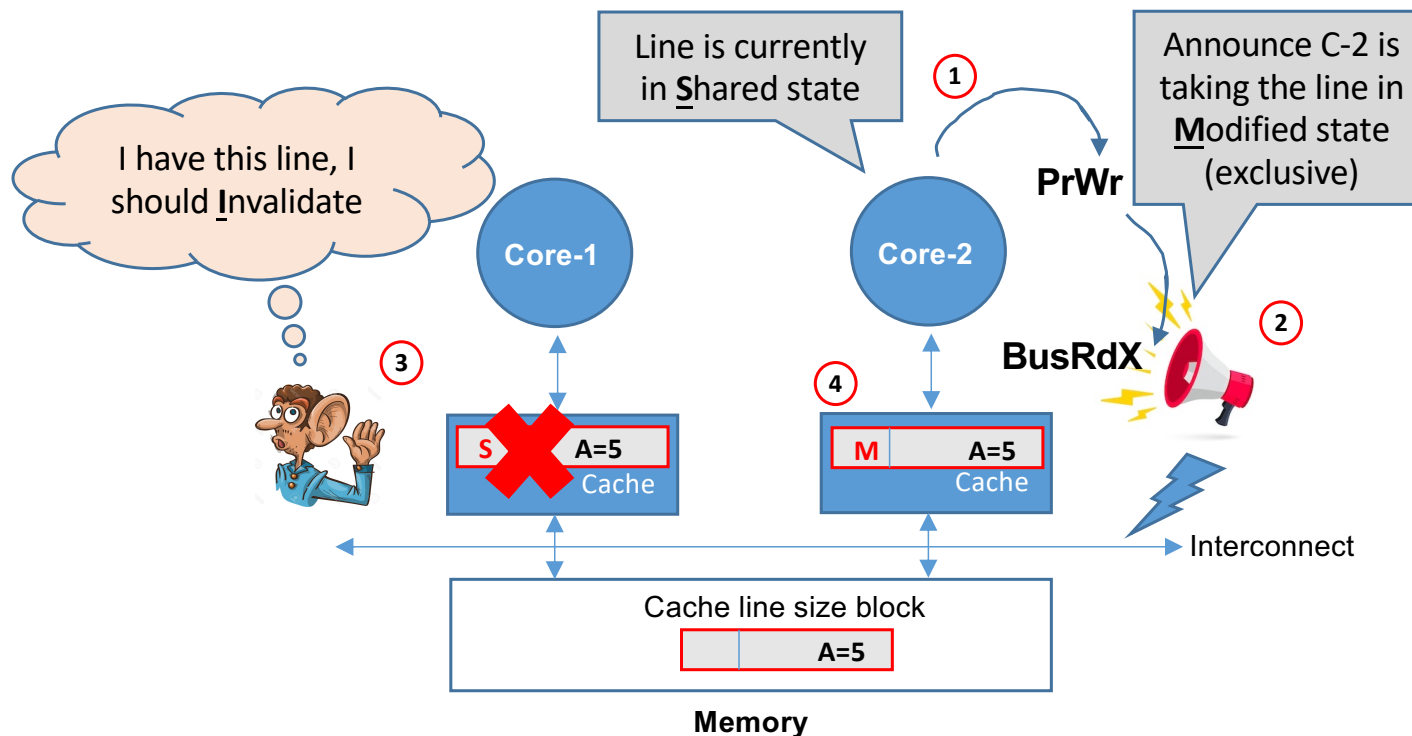 Line is currently
in Shared state
1
Announce C-2 is
taking the line in
Modified state
(exclusive)
I have this line, I
should Invalidate
PrWr
Core-1
Core-2
2
BusRdX
3
4
S
A=5
Cache
M
A=5
Cache
Interconnect
Cache line size block
A=5
Memory